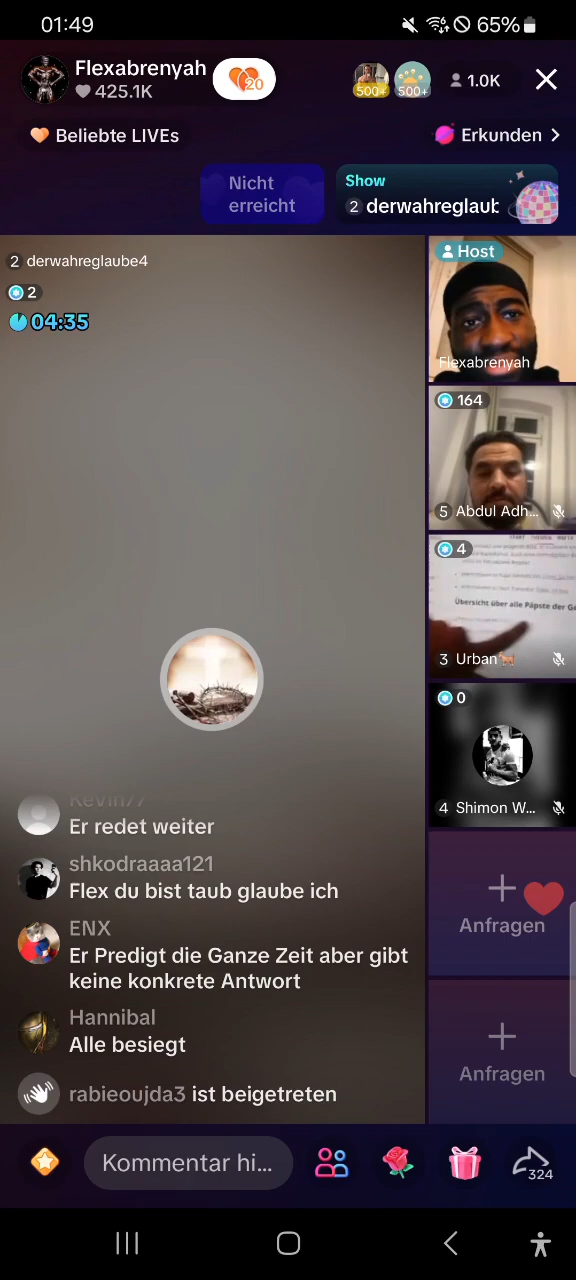 01:49
65%
Flexabrenyah
425.1K
20
500+
500+
1.0K
Beliebte LIVEs
Erkunden
Nicht
erreicht
Show
2 derwahreglaub
2 derwahreglaube4
2
04:35
Host
Flexabrenyah
164
5 Abdul Adh...
4
Übersicht über alle Päpste der Ge
3 Urban
0
4 Shimon W...
Anfragen
Anfragen
Kevin77
Er redet weiter
shkodraaaa121
Flex du bist taub glaube ich
ENX
Er Predigt die Ganze Zeit aber gibt
keine konkrete Antwort
Hannibal
Alle besiegt
rabieoujda3 ist beigetreten
Kommentar hi...
324